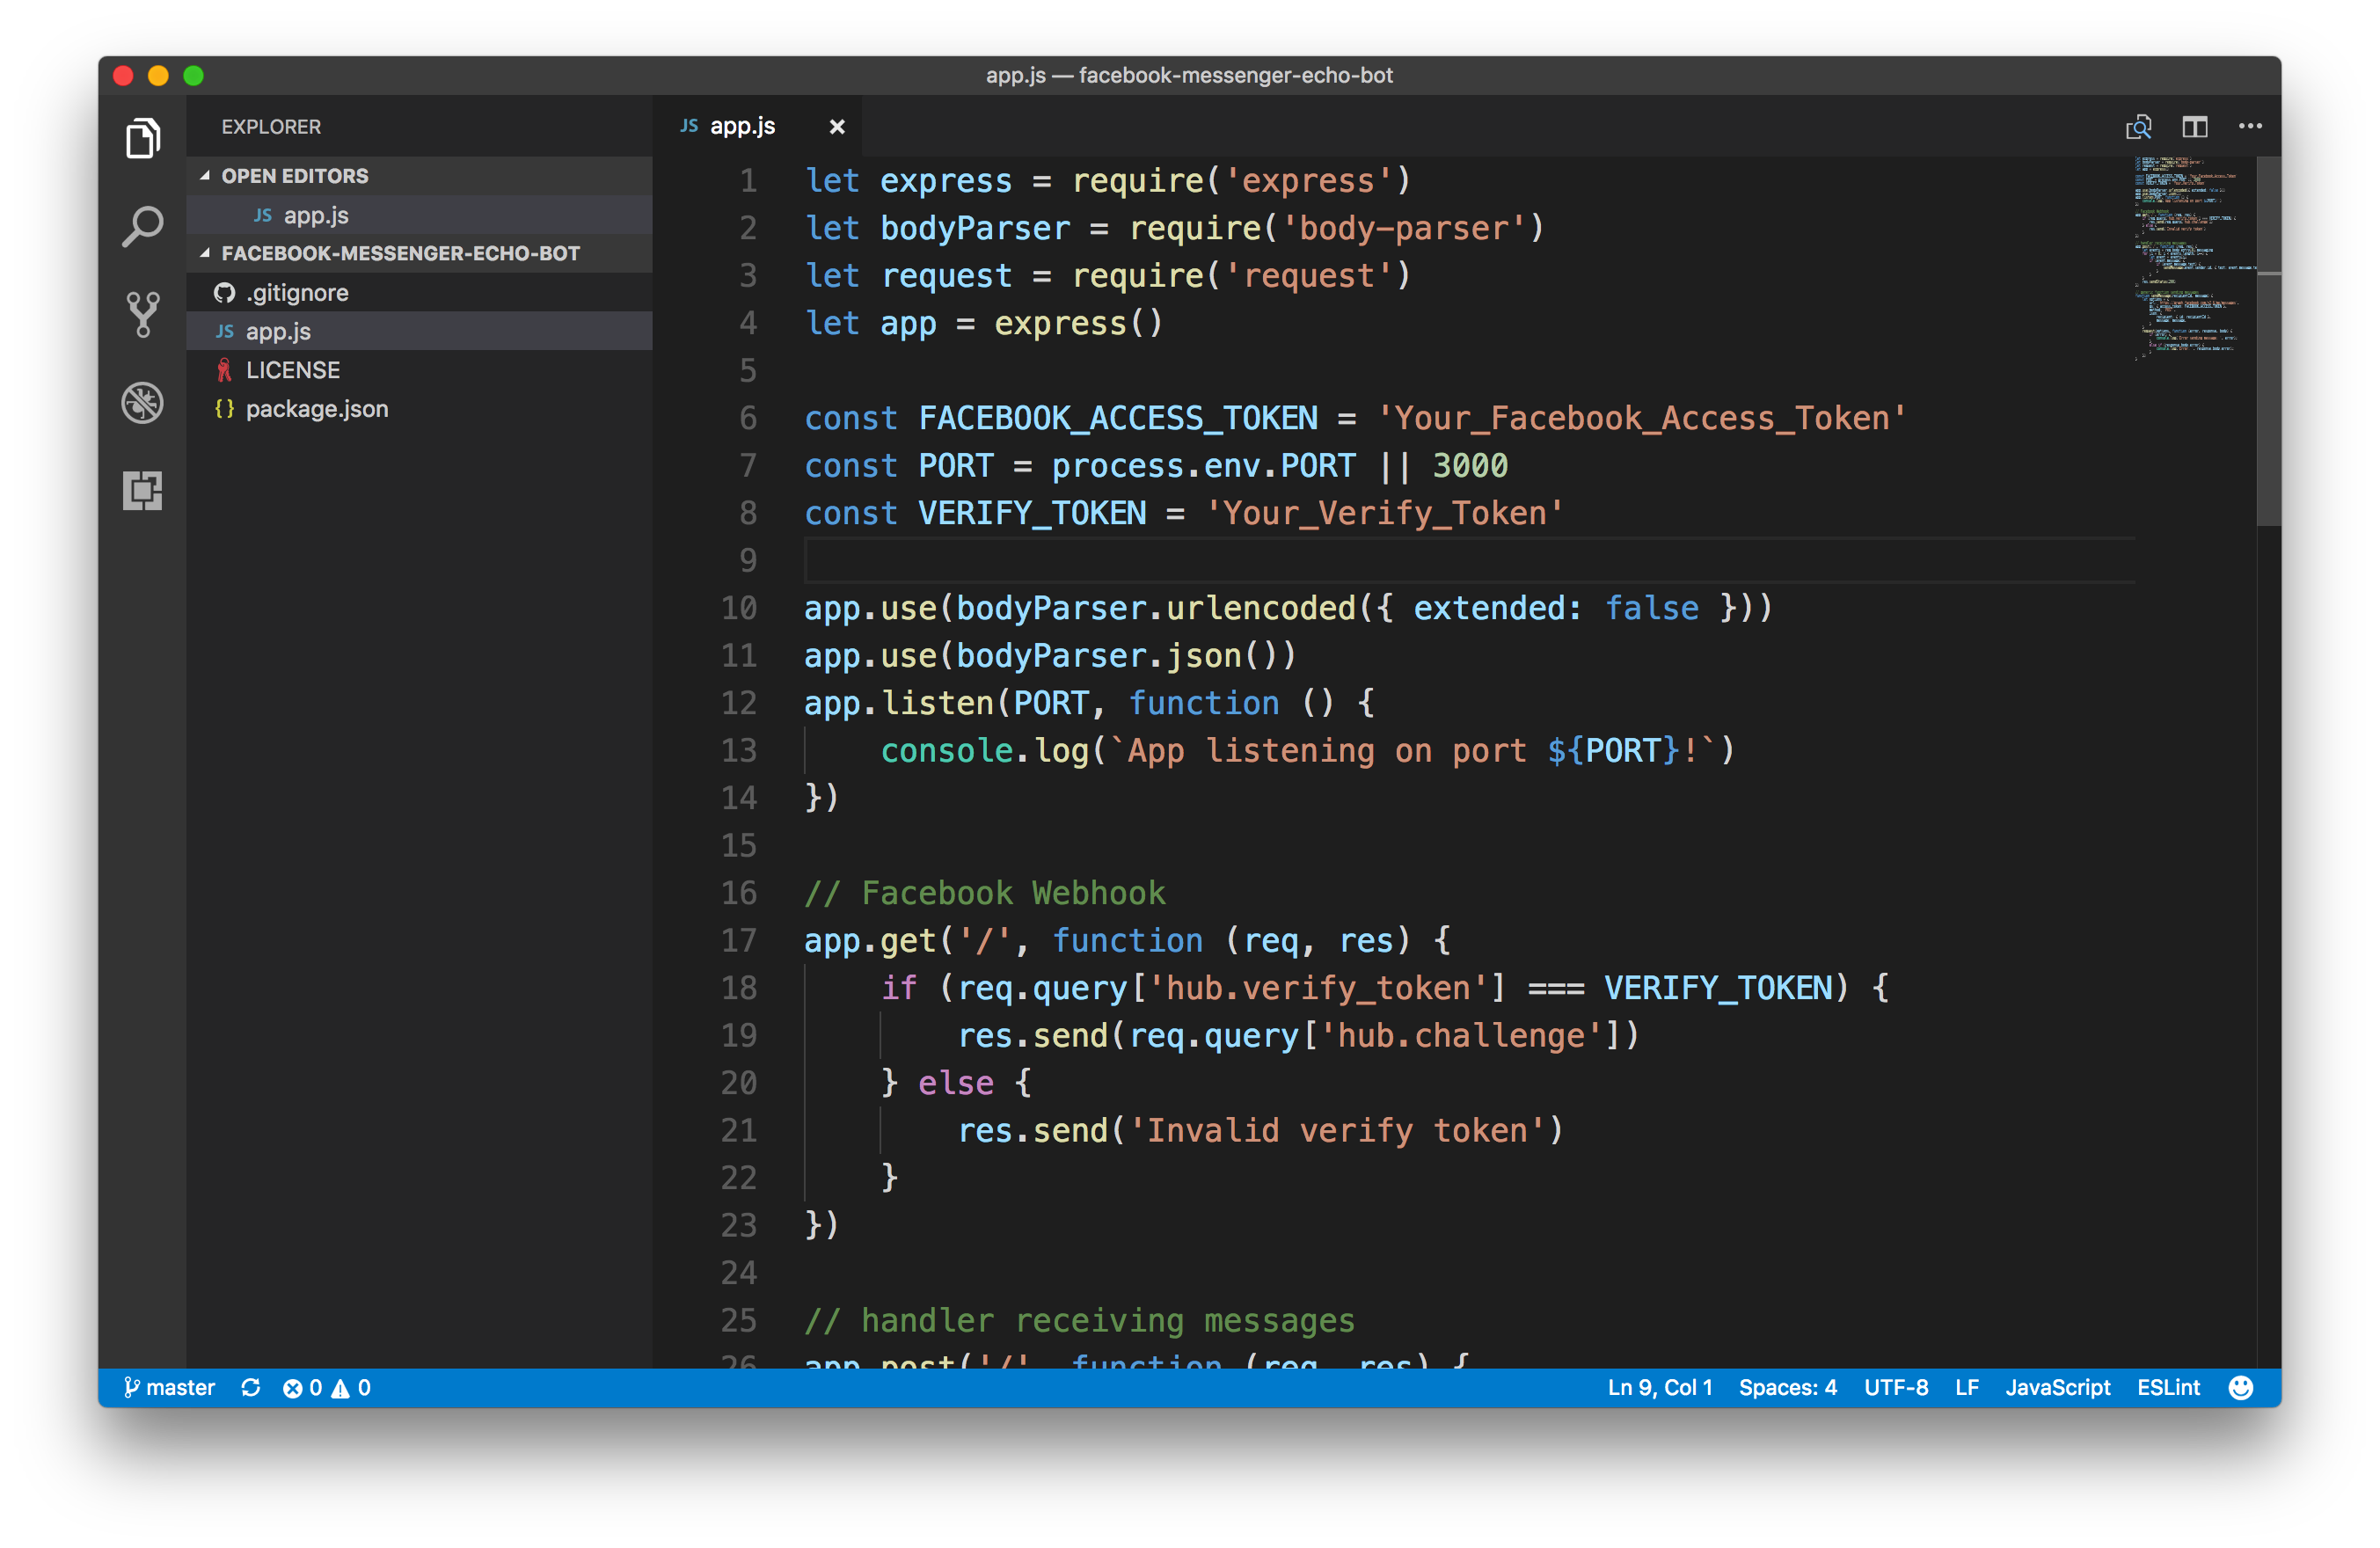 app.js — facebook-messenger-echo-bot
EXPLORER
OPEN EDITORS
JS app.js
FACEBOOK-MESSENGER-ECHO-BOT
.gitignore
JS app.js
LICENSE
{} package.json
JS app.js ×
1 let express = require('express')
2 let bodyParser = require('body-parser')
3 let request = require('request')
4 let app = express()
5
6 const FACEBOOK_ACCESS_TOKEN = 'Your_Facebook_Access_Token'
7 const PORT = process.env.PORT || 3000
8 const VERIFY_TOKEN = 'Your_Verify_Token'
9
10 app.use(bodyParser.urlencoded({ extended: false }))
11 app.use(bodyParser.json())
12 app.listen(PORT, function () {
13     console.log(`App listening on port ${PORT}!`)
14 })
15
16 // Facebook Webhook
17 app.get('/', function (req, res) {
18     if (req.query['hub.verify_token'] === VERIFY_TOKEN) {
19         res.send(req.query['hub.challenge'])
20     } else {
21         res.send('Invalid verify token')
22     }
23 })
24
25 // handler receiving messages
26 app.post('/', function (req, res) {
master 0 0 Ln 9, Col 1 Spaces: 4 UTF-8 LF JavaScript ESLint